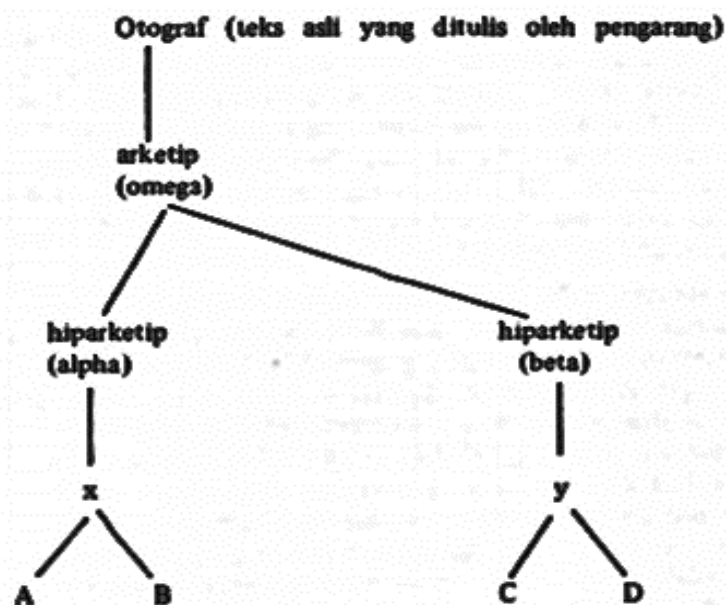 Otograf (teks asli yang ditulis oleh pengarang)
arketip
(omega)
hiparketip hiparketip
(alpha) (beta)
x y
A B C D